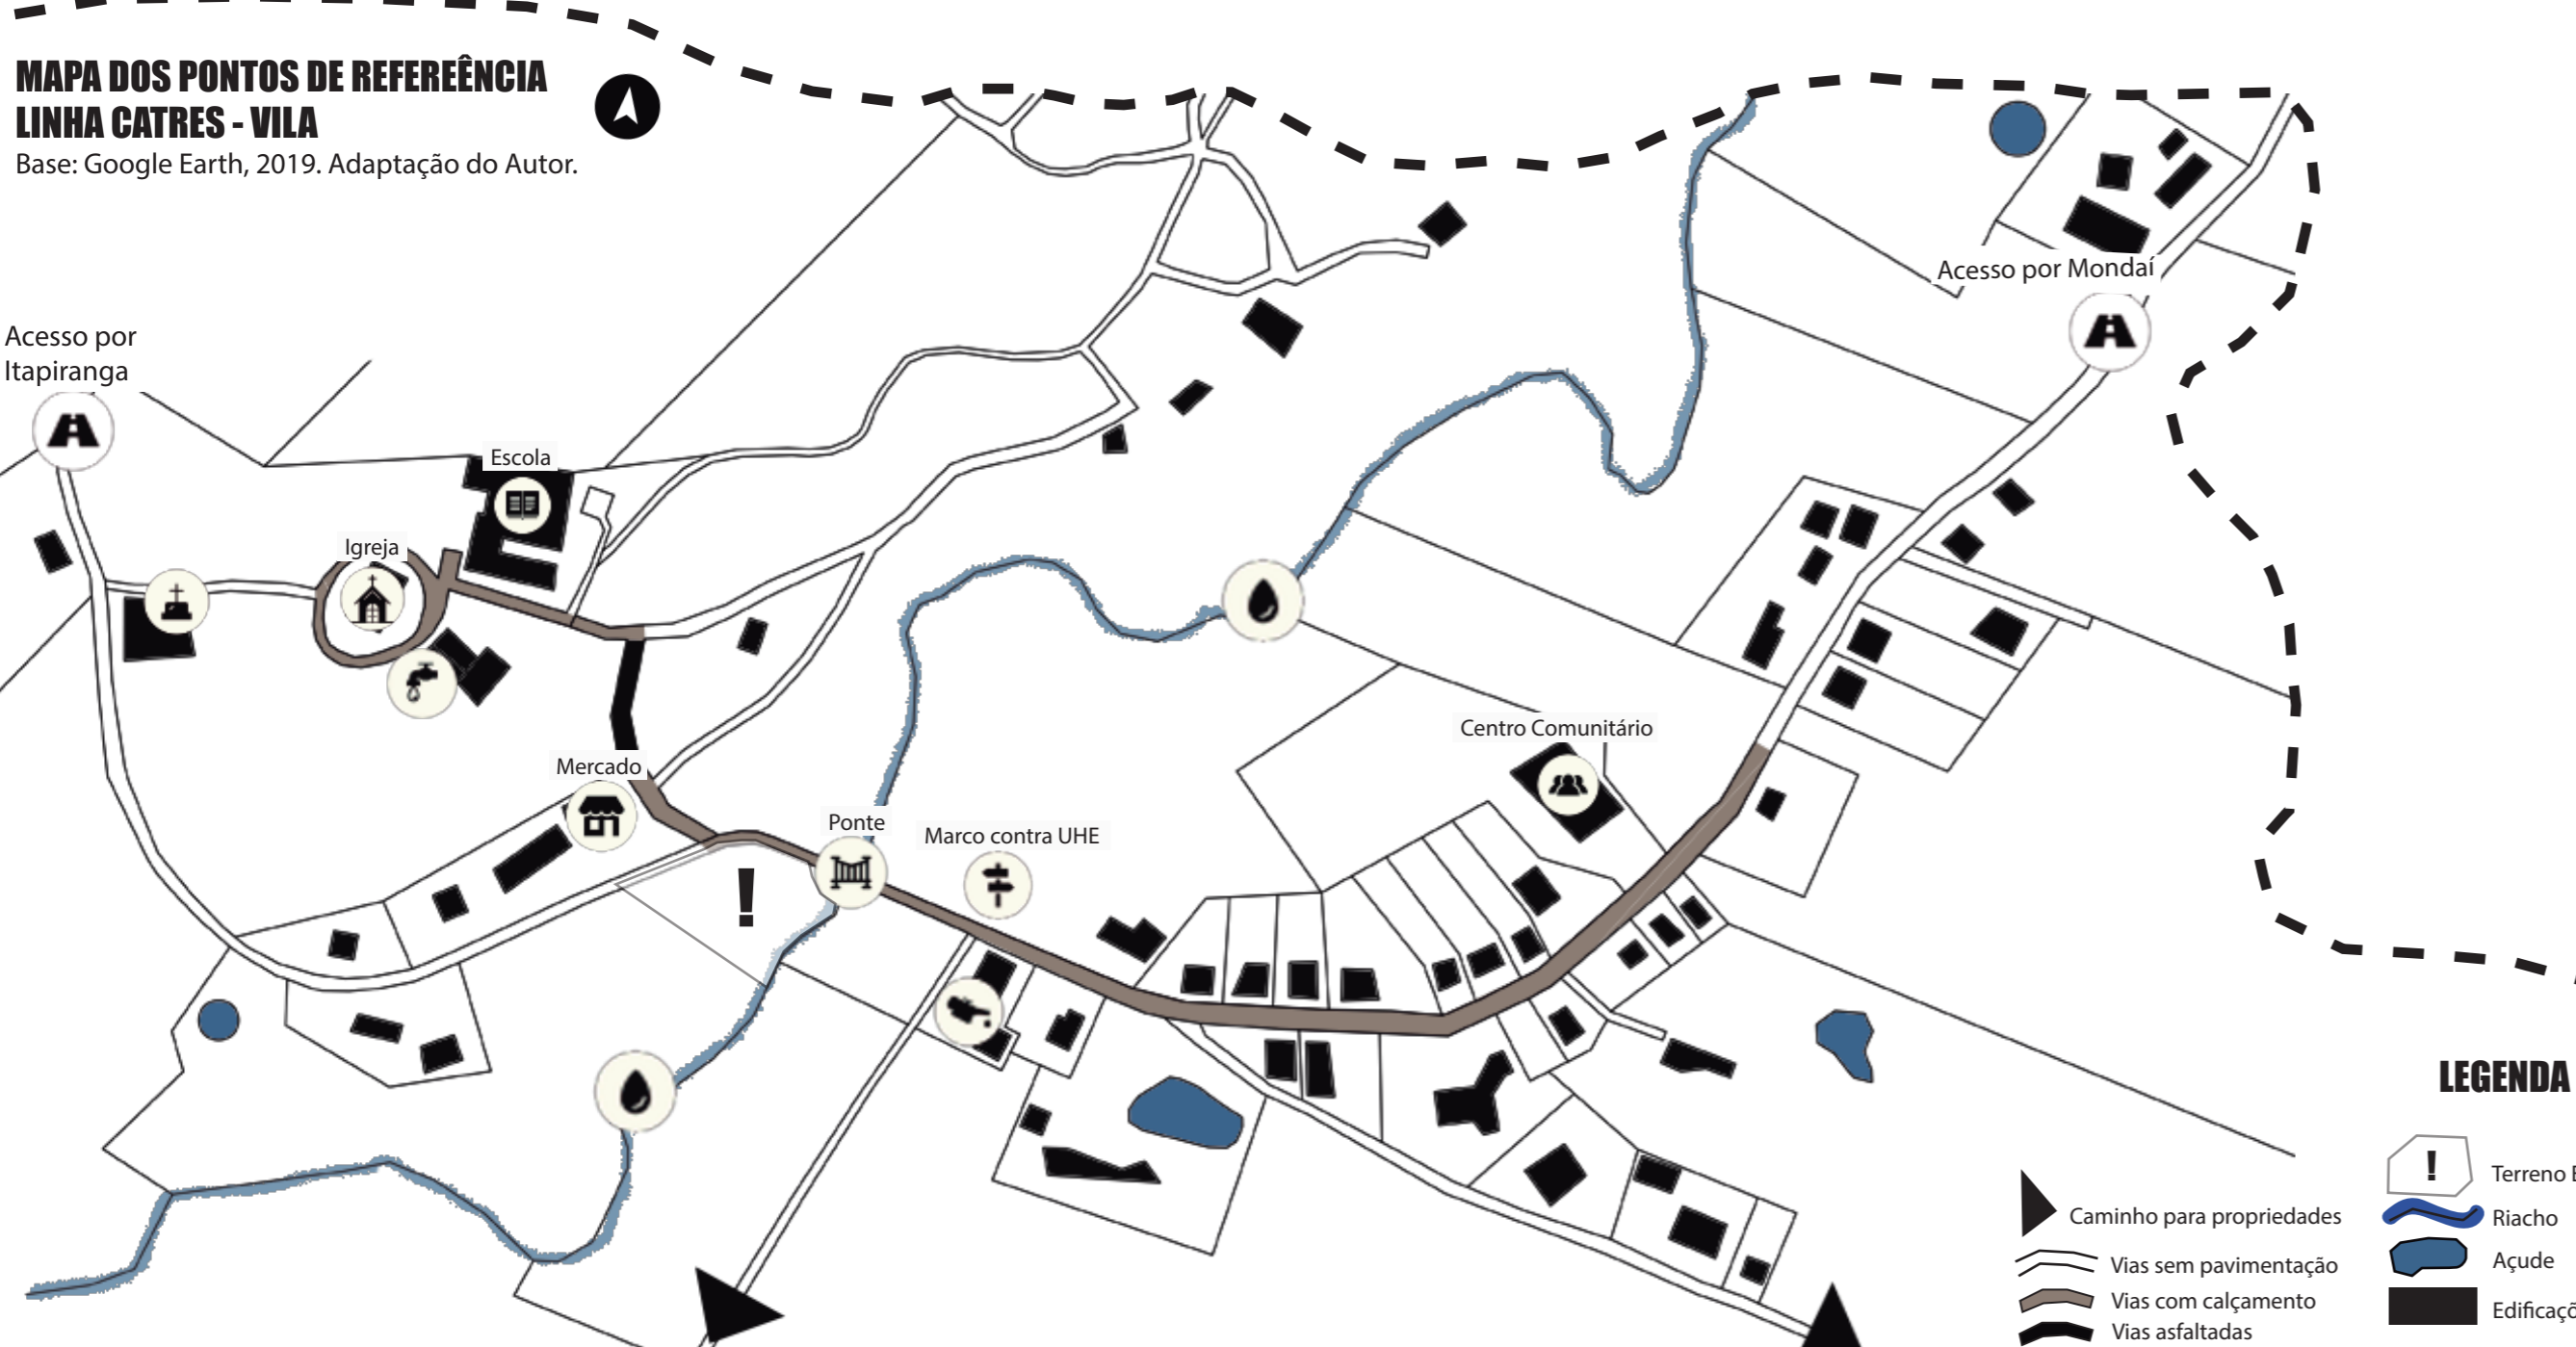 MAPA DOS PONTOS DE REFEREÊNCIA
LINHA CATRES - VILA
Base: Google Earth, 2019. Adaptação do Autor.
Acesso por Mondaí
Acesso por
Itapiranga
Escola
Igreja
Centro Comunitário
Mercado
Ponte
Marco contra UHE
!
LEGENDA
!
Terreno
Caminho para propriedades
Riacho
Vias sem pavimentação
Açude
Vias com calçamento
Vias asfaltadas